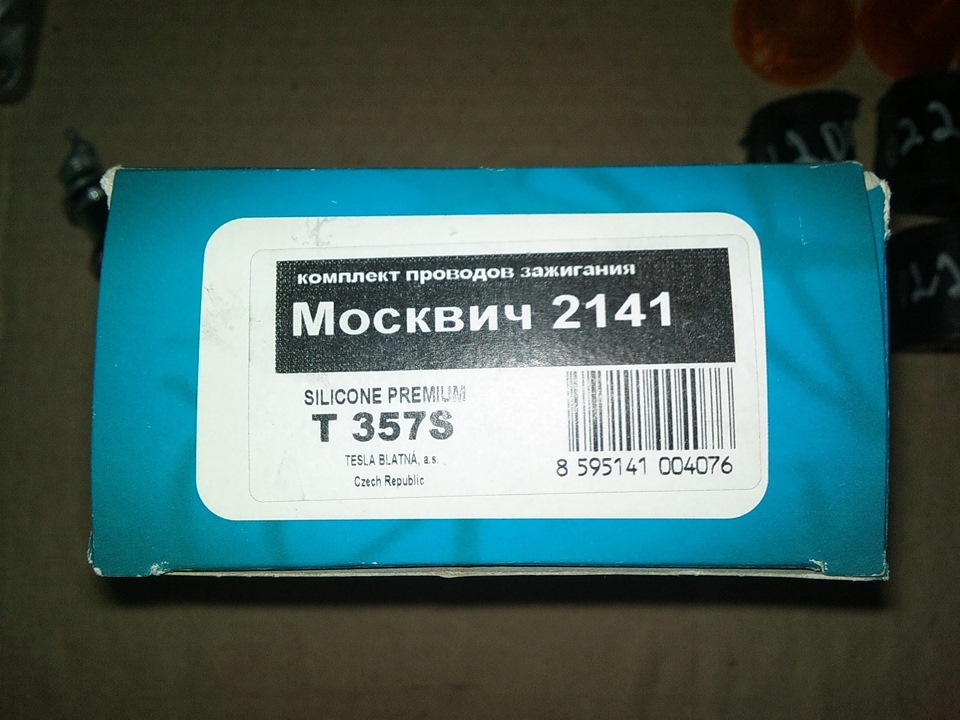 комплект проводов зажигания
Москвич 2141
SILICONE PREMIUM
T 357S
TESLA BLATNÁ, a.s.
Czech Republic
8 595141 004076